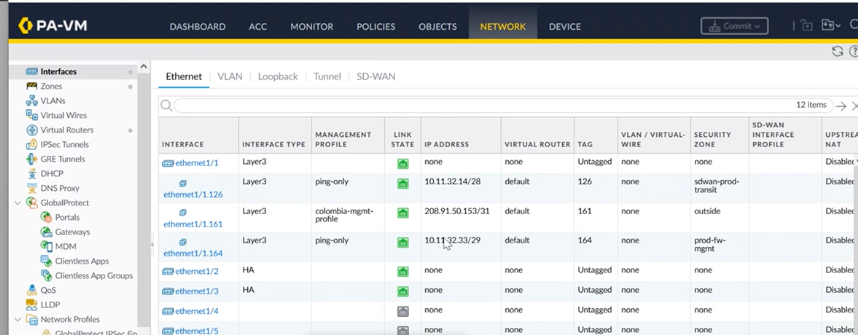 PA-VM
DASHBOARD ACC MONITOR POLICIES OBJECTS NETWORK DEVICE Commit
Interfaces
Zones
VLANs
Virtual Wires
Virtual Routers
IPSec Tunnels
GRE Tunnels
DHCP
DNS Proxy
GlobalProtect
Portals
Gateways
MDM
Clientless Apps
Clientless App Groups
QoS
LLDP
Network Profiles
GlobalProtect IPSec
Ethernet VLAN Loopback Tunnel SD-WAN
12 items
INTERFACE INTERFACE TYPE MANAGEMENT PROFILE LINK STATE IP ADDRESS VIRTUAL ROUTER TAG VLAN / VIRTUAL-WIRE SECURITY ZONE SD-WAN INTERFACE PROFILE UPSTREA NAT
ethernet1/1 Layer3 none none Untagged none none Disabled
ethernet1/1.126 Layer3 ping-only 10.11.32.14/28 default 126 none sdwan-prod-transit Disabled
ethernet1/1.161 Layer3 colombia-mgmt-profile 208.91.50.153/31 default 161 none outside Disabled
ethernet1/1.164 Layer3 ping-only 10.11.32.33/29 default 164 none prod-fw-mgmt Disabled
ethernet1/2 HA none none Untagged none none Disabled
ethernet1/3 HA none none Untagged none none Disabled
ethernet1/4 none none Untagged none none Disabled
ethernet1/5 none none Untagged none none Disabled